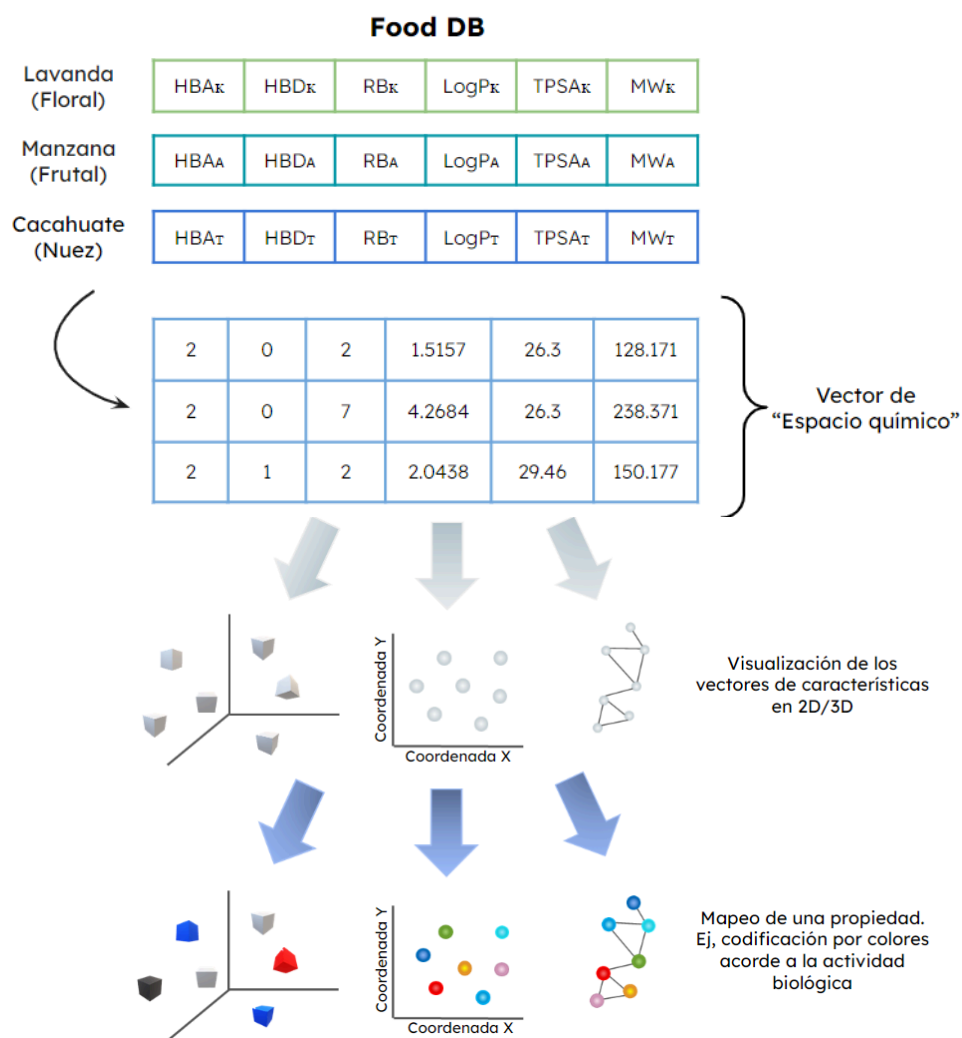 Food DB
Lavanda
(Floral)
HBAK HBDK RBK LogPK TPSAK MWK
Manzana
(Frutal)
HBAA HBDA RBA LogPA TPSAA MWA
Cacahuate
(Nuez)
HBAT HBDT RBT LogPT TPSAT MWT
2 0 2 1.5157 26.3 128.171
2 0 7 4.2684 26.3 238.371
2 1 2 2.0438 29.46 150.177
Vector de
“Espacio químico”
Coordenada Y
Coordenada X
Visualización de los
vectores de características
en 2D/3D
Coordenada Y
Coordenada X
Mapeo de una propiedad.
Ej, codificación por colores
acorde a la actividad
biológica